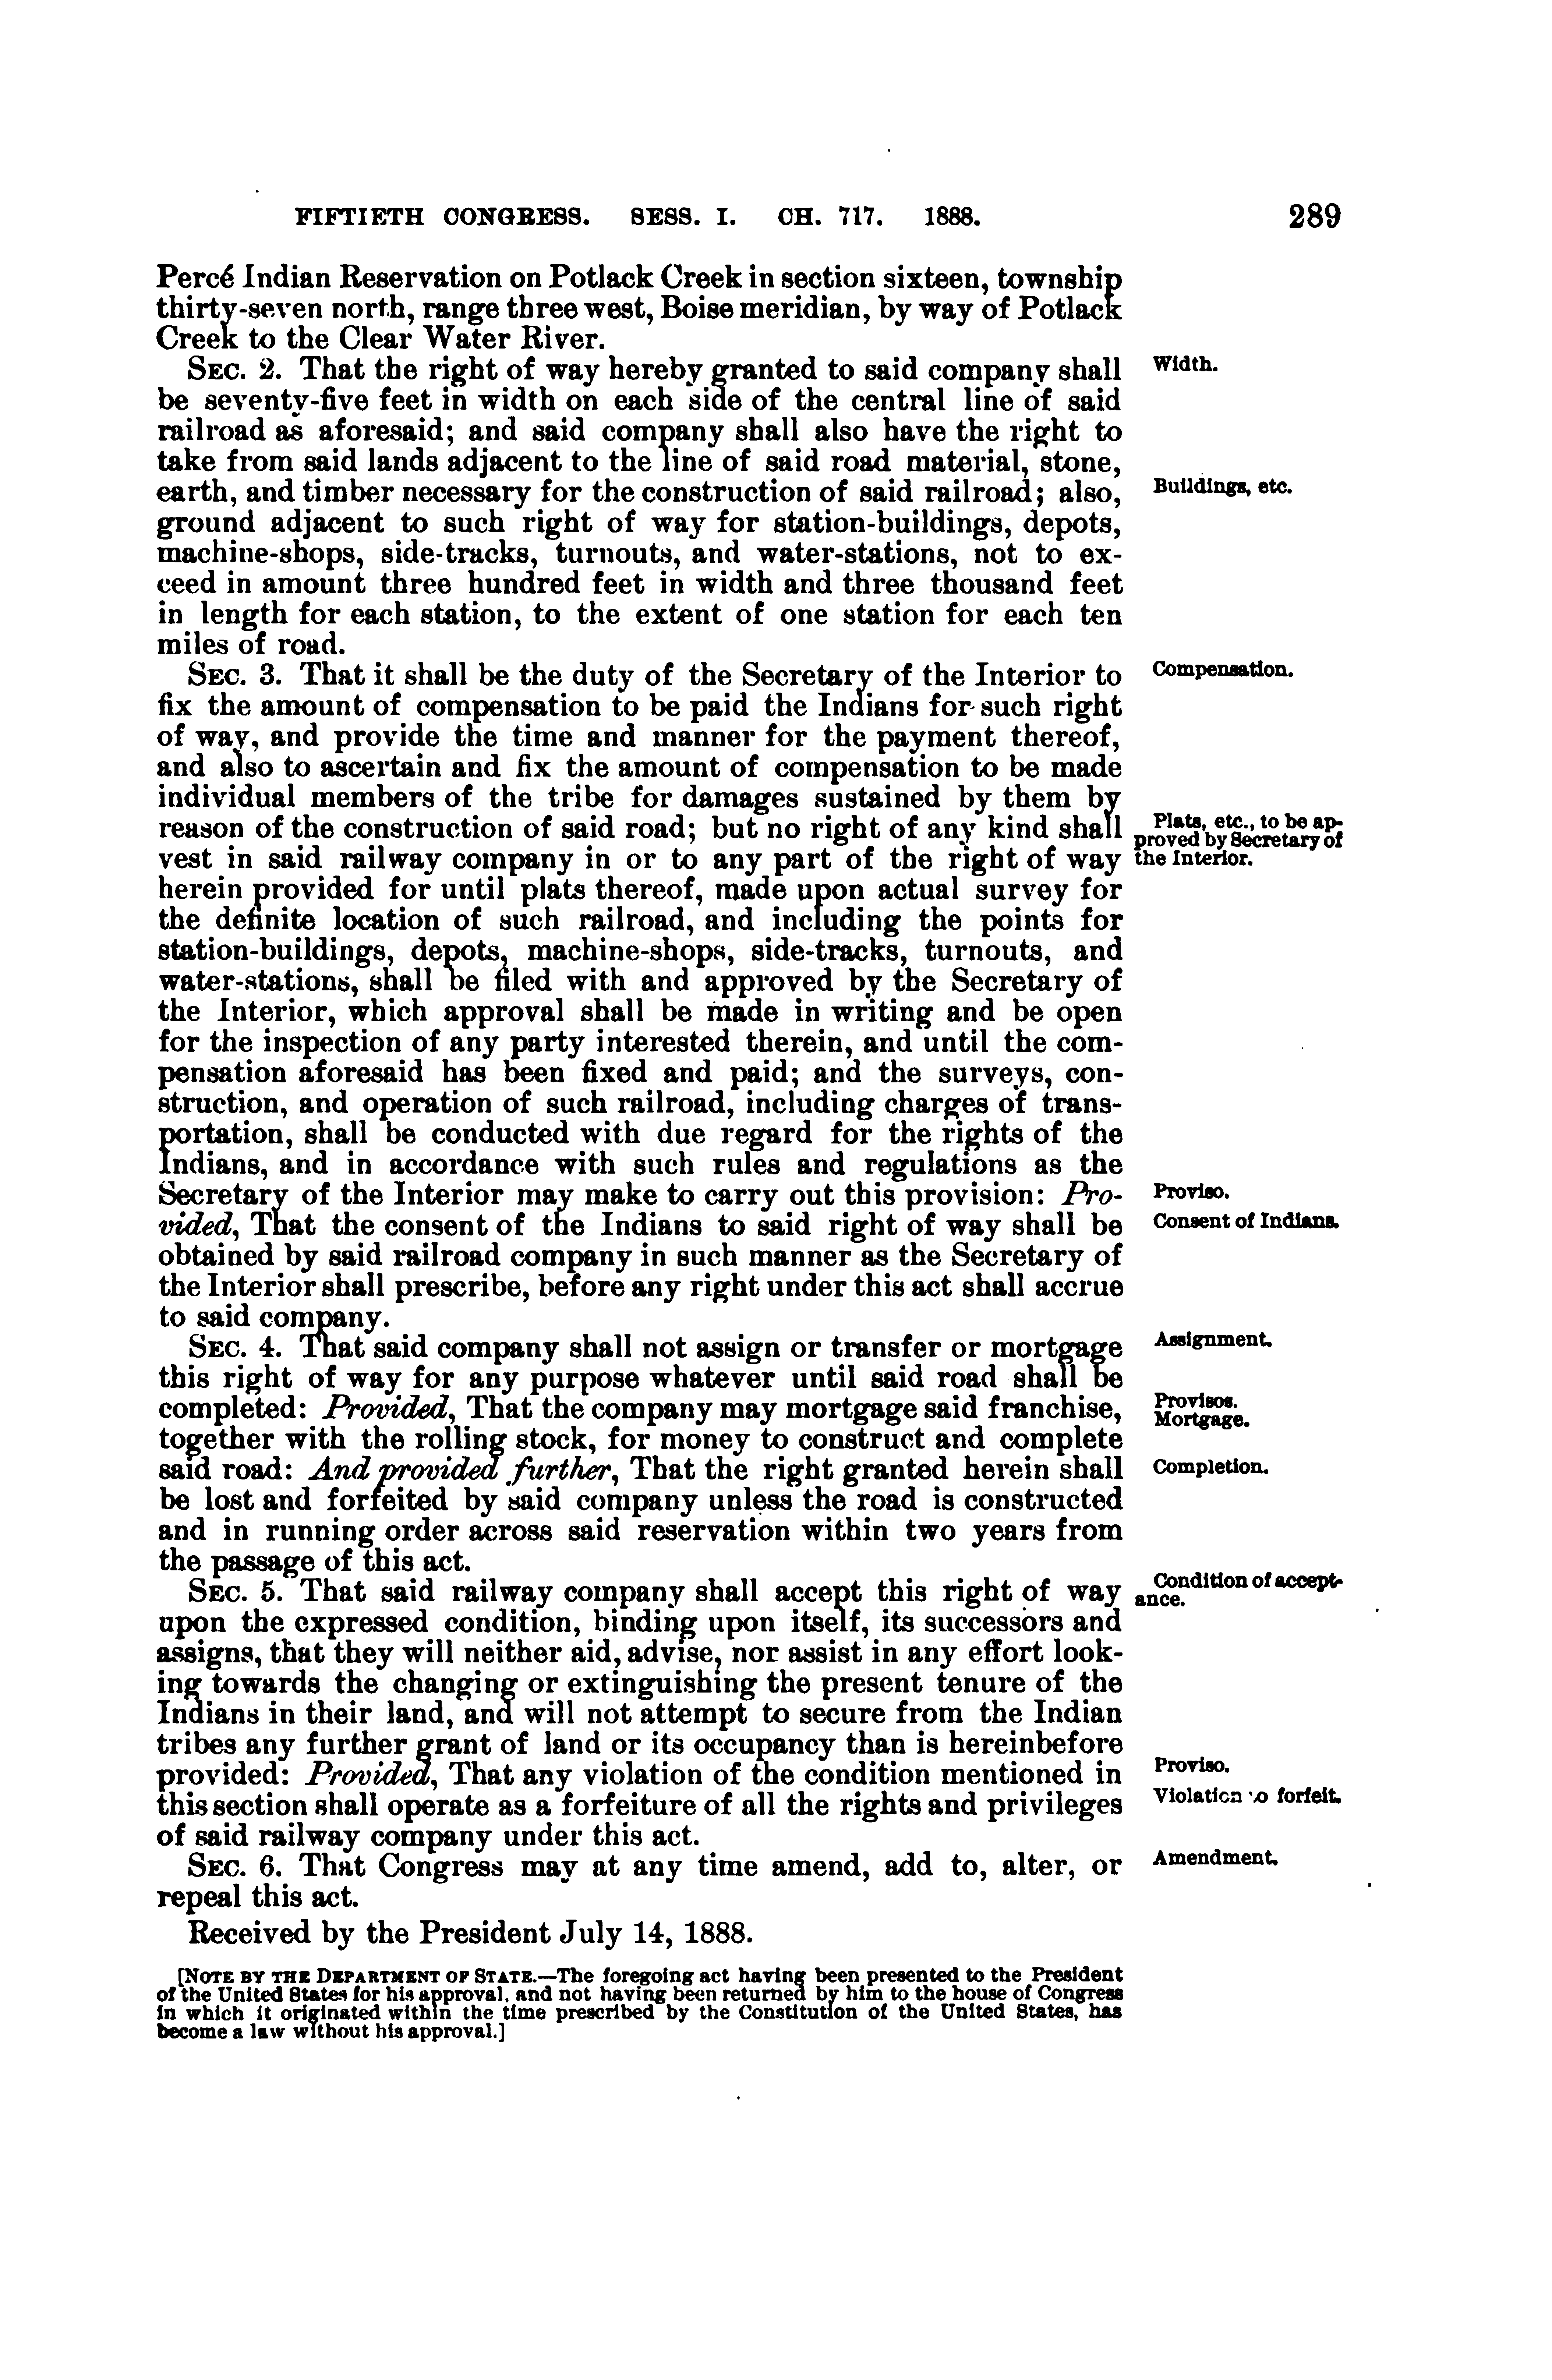 FIFTIETH CONGRESS. SESS. I. CH. 717. 1888. 289
Percé Indian Reservation on Potlack Creek in section sixteen, township
thirty-seven north, range three west, Boise meridian, by way of Potlack
Creek to the Clear Water River.
SEC. 2. That the right of way hereby granted to said company shall
Width.
be seventy-five feet in width on each side of the central line of said
railroad as aforesaid; and said company shall also have the right to
take from said lands adjacent to the line of said road material, stone,
earth, and timber necessary for the construction of said railroad; also,
Buildings, etc.
ground adjacent to such right of way for station-buildings, depots,
machine-shops, side-tracks, turnouts, and water-stations, not to ex-
ceed in amount three hundred feet in width and three thousand feet
in length for each station, to the extent of one station for each ten
miles of road.
SEC. 3. That it shall be the duty of the Secretary of the Interior to
Compensation.
fix the amount of compensation to be paid the Indians for such right
of way, and provide the time and manner for the payment thereof,
and also to ascertain and fix the amount of compensation to be made
individual members of the tribe for damages sustained by them by
reason of the construction of said road; but no right of any kind shall
Plats, etc., to be ap-
proved by Secretary of
the Interior.
vest in said railway company in or to any part of the right of way
herein provided for until plats thereof, made upon actual survey for
the definite location of such railroad, and including the points for
station-buildings, depots, machine-shops, side-tracks, turnouts, and
water-stations, shall be filed with and approved by the Secretary of
the Interior, which approval shall be made in writing and be open
for the inspection of any party interested therein, and until the com-
pensation aforesaid has been fixed and paid; and the surveys, con-
struction, and operation of such railroad, including charges of trans-
portation, shall be conducted with due regard for the rights of the
Indians, and in accordance with such rules and regulations as the
Secretary of the Interior may make to carry out this provision: Pro-
Proviso.
vided, That the consent of the Indians to said right of way shall be
Consent of Indians.
obtained by said railroad company in such manner as the Secretary of
the Interior shall prescribe, before any right under this act shall accrue
to said company.
SEC. 4. That said company shall not assign or transfer or mortgage
Assignment.
this right of way for any purpose whatever until said road shall be
completed: Provided, That the company may mortgage said franchise,
Provisos.
Mortgage.
together with the rolling stock, for money to construct and complete
said road: And provided further, That the right granted herein shall
Completion.
be lost and forfeited by said company unless the road is constructed
and in running order across said reservation within two years from
the passage of this act.
SEC. 5. That said railway company shall accept this right of way
Condition of accept-
ance.
upon the expressed condition, binding upon itself, its successors and
assigns, that they will neither aid, advise, nor assist in any effort look-
ing towards the changing or extinguishing the present tenure of the
Indians in their land, and will not attempt to secure from the Indian
tribes any further grant of land or its occupancy than is hereinbefore
provided: Provided, That any violation of the condition mentioned in
Proviso.
this section shall operate as a forfeiture of all the rights and privileges
Violation to forfeit.
of said railway company under this act.
SEC. 6. That Congress may at any time amend, add to, alter, or
Amendment.
repeal this act.
Received by the President July 14, 1888.
[NOTE BY THE DEPARTMENT OF STATE.—The foregoing act having been presented to the President
of the United States for his approval, and not having been returned by him to the house of Congress
in which it originated within the time prescribed by the Constitution of the United States, has
become a law without his approval.]